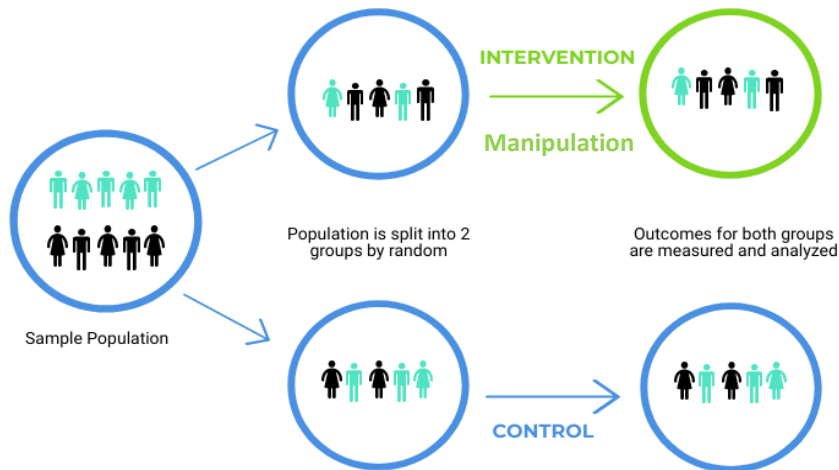 INTERVENTION
Manipulation
Population is split into 2
groups by random
Outcomes for both groups
are measured and analyzed
Sample Population
CONTROL